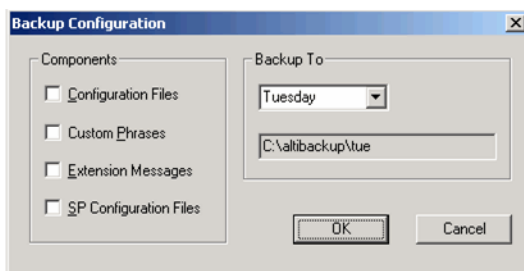 Backup Configuration
Components
Configuration Files
Custom Phrases
Extension Messages
SP Configuration Files
Backup To
Tuesday
C:\altibackup\tue
OK
Cancel